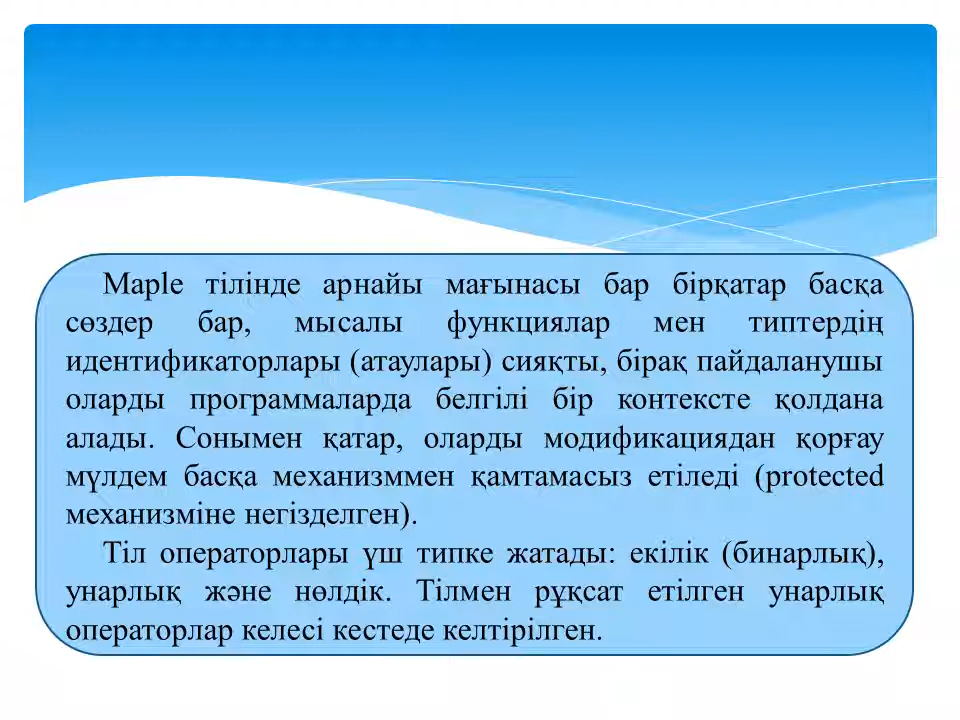 Maple тілінде арнайы мағынасы бар бірқатар басқа
сөздер бар, мысалы функциялар мен типтердің
идентификаторлары (атаулары) сияқты, бірақ пайдаланушы
оларды программаларда белгілі бір контексте қолдана
алады. Сонымен қатар, оларды модификациядан қорғау
мүлдем басқа механизммен қамтамасыз етіледі (protected
механизміне негізделген).
Тіл операторлары үш типке жатады: екілік (бинарлық),
унарлық және нөлдік. Тілмен рұқсат етілген унарлық
операторлар келесі кестеде келтірілген.